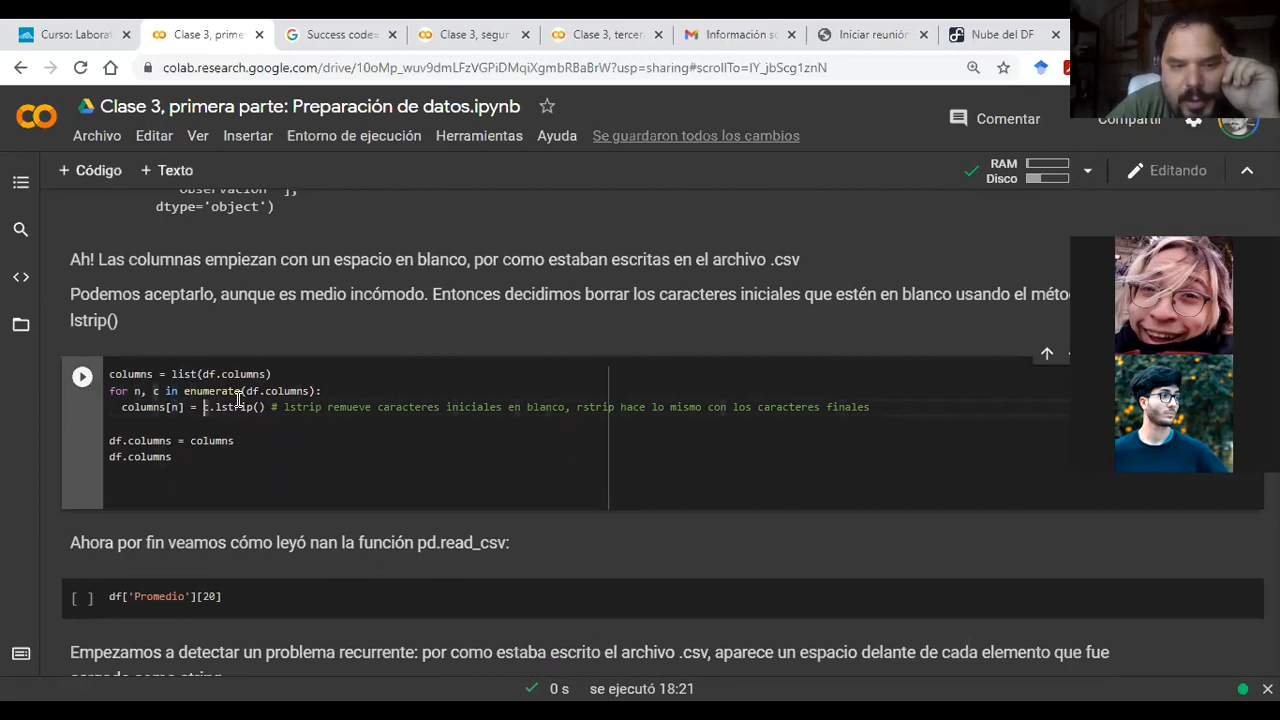 Curso: Labora
Clase 3, prime
Success code=
Clase 3, segur
Clase 3, tercer
Información sc
Iniciar reunión
Nube del DF
colab.research.google.com/drive/10oMp_wuv9dmLFzVGPiDMqiXgmbRBaBrW?usp=sharing#scrollTo=IY_jbScg1znN
Clase 3, primera parte: Preparación de datos.ipynb
Archivo Editar Ver Insertar Entorno de ejecución Herramientas Ayuda Se guardaron todos los cambios
Comentar
Compartir
+ Código + Texto
RAM
Disco
Editando
'observación '],
dtype='object')
Ah! Las columnas empiezan con un espacio en blanco, por como estaban escritas en el archivo .csv
Podemos aceptarlo, aunque es medio incómodo. Entonces decidimos borrar los caracteres iniciales que estén en blanco usando el méto
lstrip()
columns = list(df.columns)
for n, c in enumerate(df.columns):
columns[n] = c.lstrip() # lstrip remueve caracteres iniciales en blanco, rstrip hace lo mismo con los caracteres finales
df.columns = columns
df.columns
Ahora por fin veamos cómo leyó nan la función pd.read_csv:
[ ] df['Promedio'][20]
Empezamos a detectar un problema recurrente: por como estaba escrito el archivo .csv, aparece un espacio delante de cada elemento que fue
0 s se ejecutó 18:21